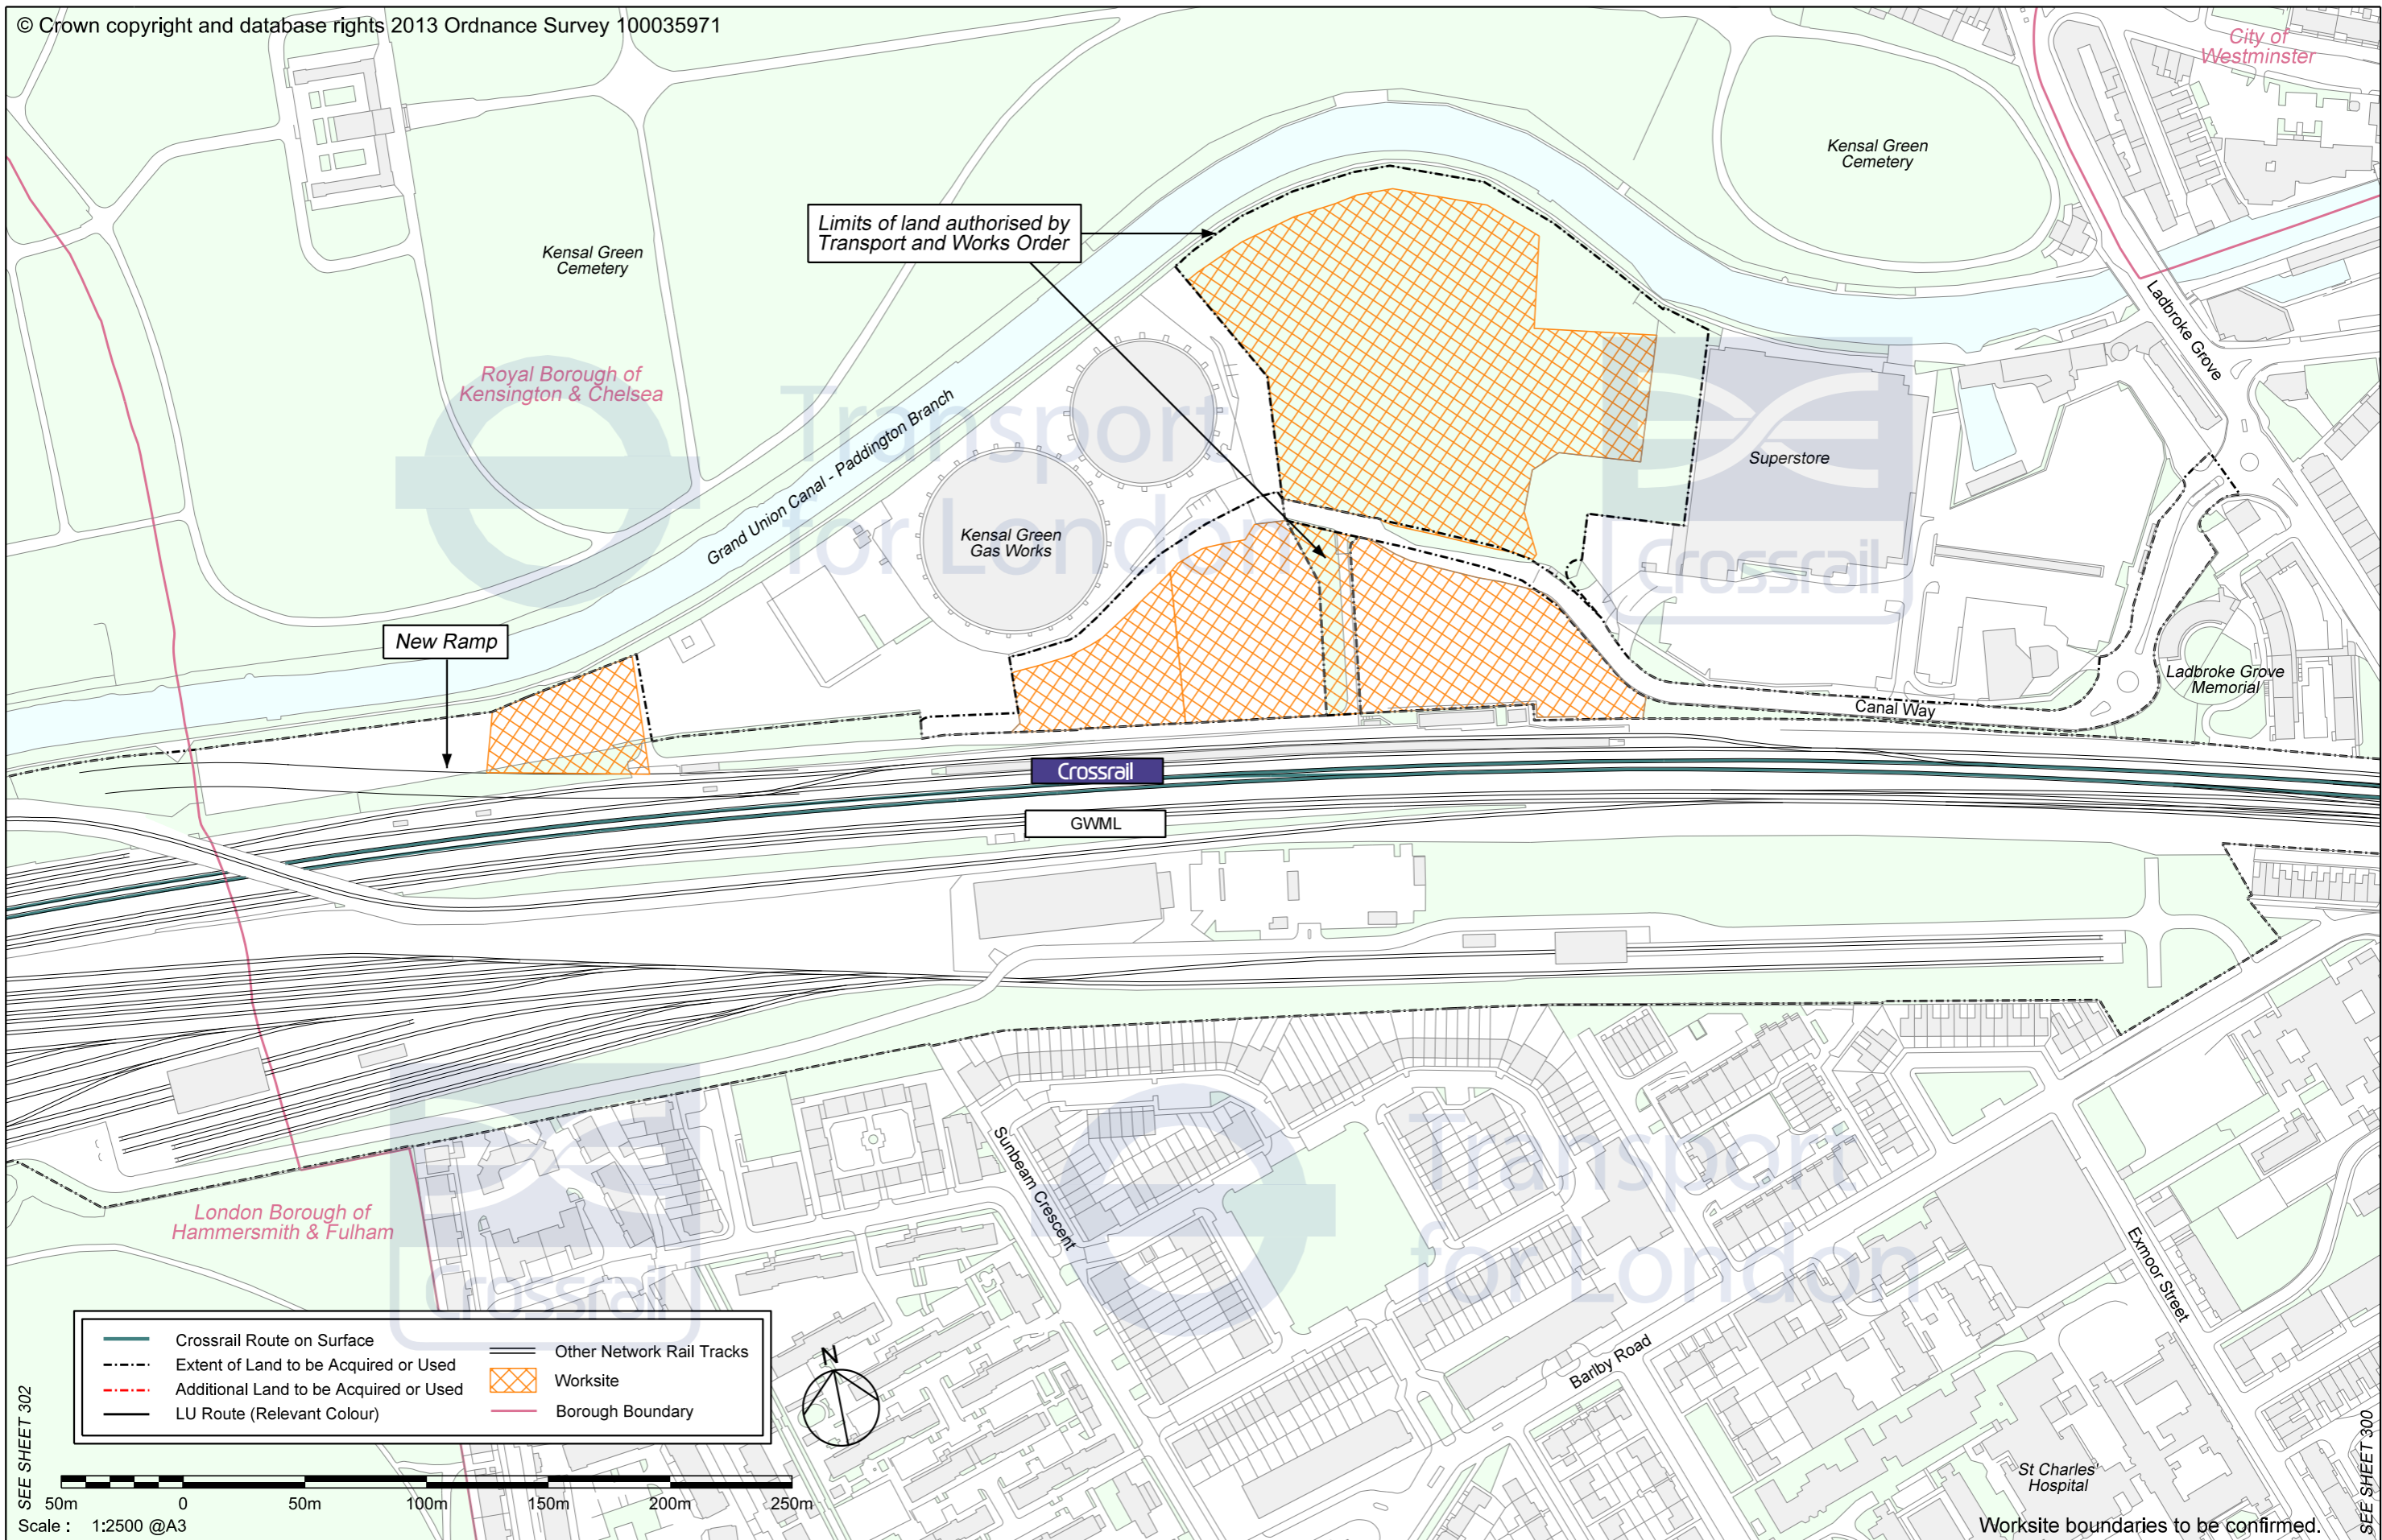 © Crown copyright and database rights 2013 Ordnance Survey 100035971
City of
Westminster
Kensal Green
Cemetery
Limits of land authorised by
Transport and Works Order
Kensal Green
Cemetery
Ladbroke Grove
Royal Borough of
Kensington & Chelsea
Transport
for London
Grand Union Canal - Paddington Branch
Superstore
Crossrail
Kensal Green
Gas Works
New Ramp
Ladbroke Grove
Memorial
Canal Way
Crossrail
GWML
Sunbeam Crescent
Transport
for London
London Borough of
Hammersmith & Fulham
Crossrail
Exmoor Street
Barlby Road
St Charles'
Hospital
Crossrail Route on Surface
Extent of Land to be Acquired or Used
Additional Land to be Acquired or Used
LU Route (Relevant Colour)
Other Network Rail Tracks
Worksite
Borough Boundary
N
SEE SHEET 302
50m 0 50m 100m 150m 200m 250m
Scale : 1:2500 @A3
Worksite boundaries to be confirmed.
SEE SHEET 300